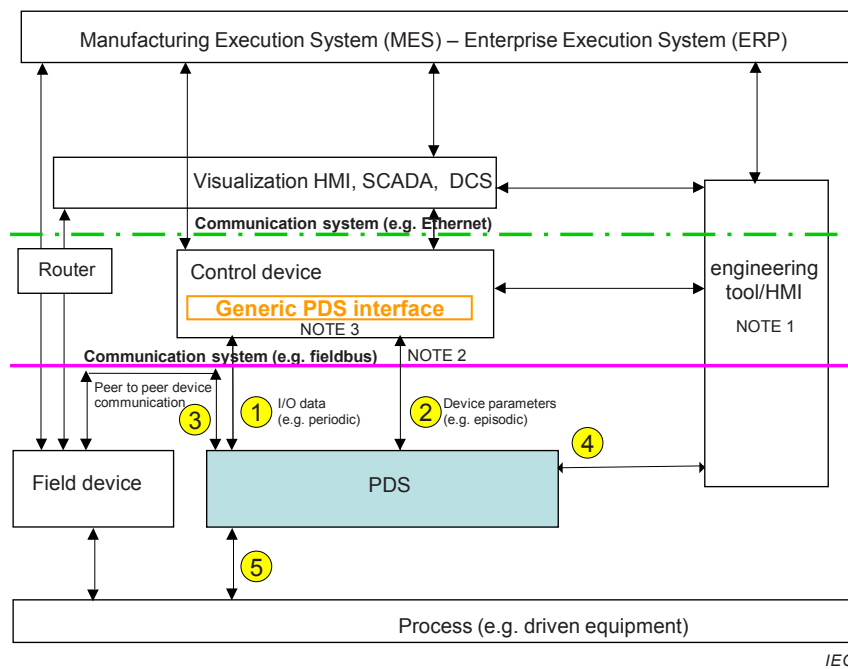 Manufacturing Execution System (MES) – Enterprise Execution System (ERP)
Visualization HMI, SCADA, DCS
Communication system (e.g. Ethernet)
Router
Control device
Generic PDS interface
NOTE 3
engineering
tool/HMI
NOTE 1
Communication system (e.g. fieldbus)
NOTE 2
Peer to peer device
communication
3
1
I/O data
(e.g. periodic)
2
Device parameters
(e.g. episodic)
4
Field device
PDS
5
Process (e.g. driven equipment)
IEC